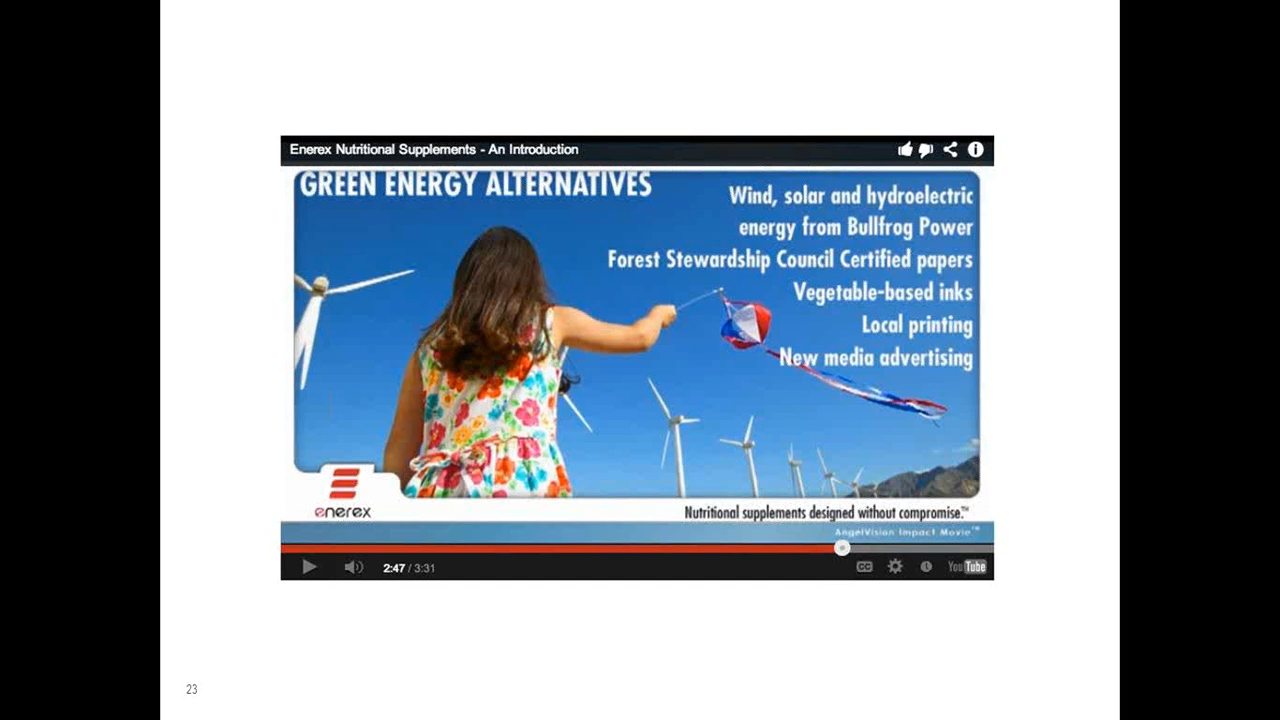 Enerex Nutritional Supplements - An Introduction
GREEN ENERGY ALTERNATIVES
Wind, solar and hydroelectric
energy from Bullfrog Power
Forest Stewardship Council Certified papers
Vegetable-based inks
Local printing
New media advertising
enerex
Nutritional supplements designed without compromise.™
AngelVision Impact Movie™
2:47 / 3:31
CC
YouTube
23